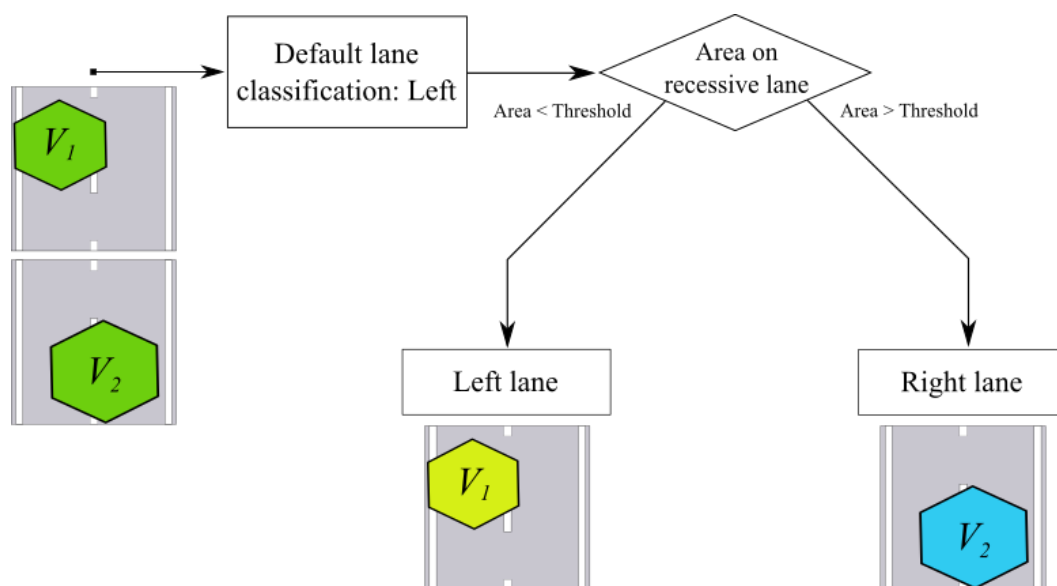 Default lane
classification: Left
Area on
recessive lane
Area < Threshold
Area > Threshold
V₁
V₂
Left lane
Right lane
V₁
V₂